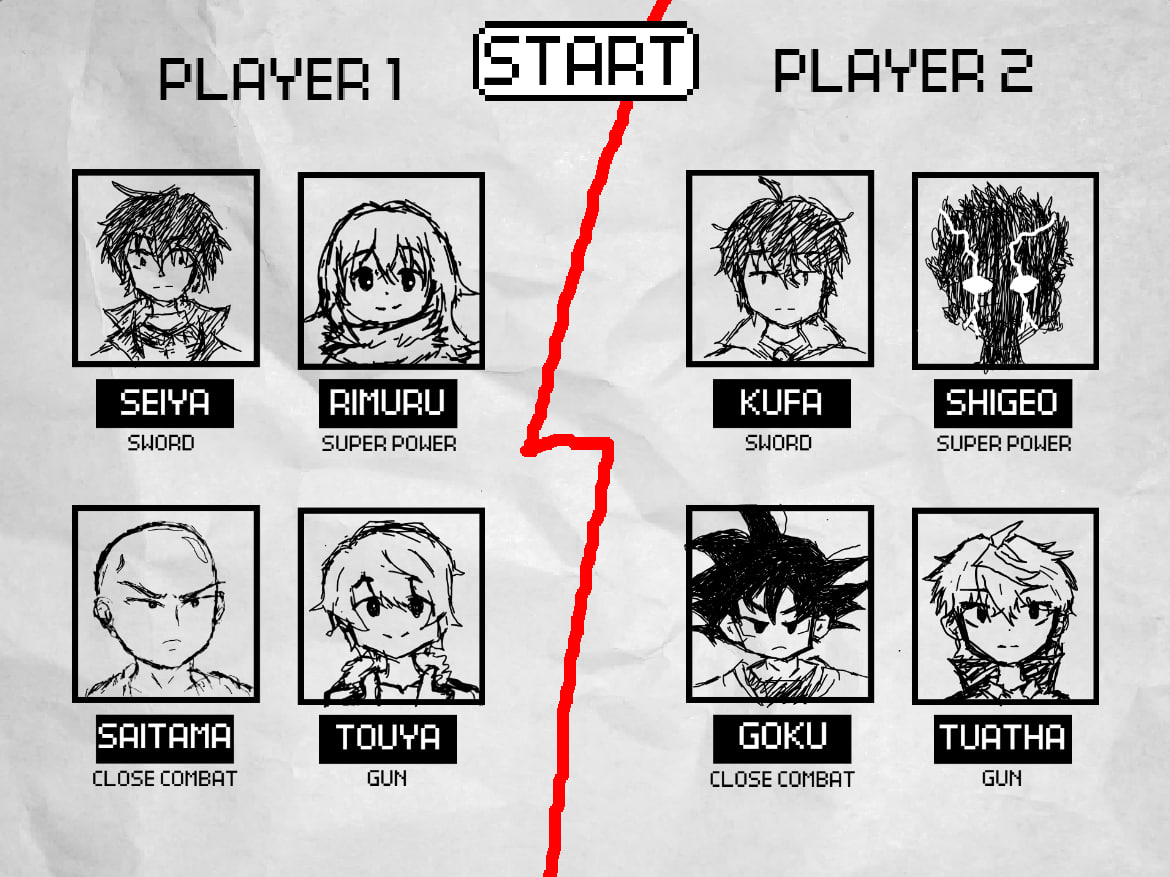 PLAYER 1
START
PLAYER 2
SEIYA
SWORD
RIMURU
SUPER POWER
KUFA
SWORD
SHIGEO
SUPER POWER
SAITAMA
CLOSE COMBAT
TOUYA
GUN
GOKU
CLOSE COMBAT
TUATHA
GUN